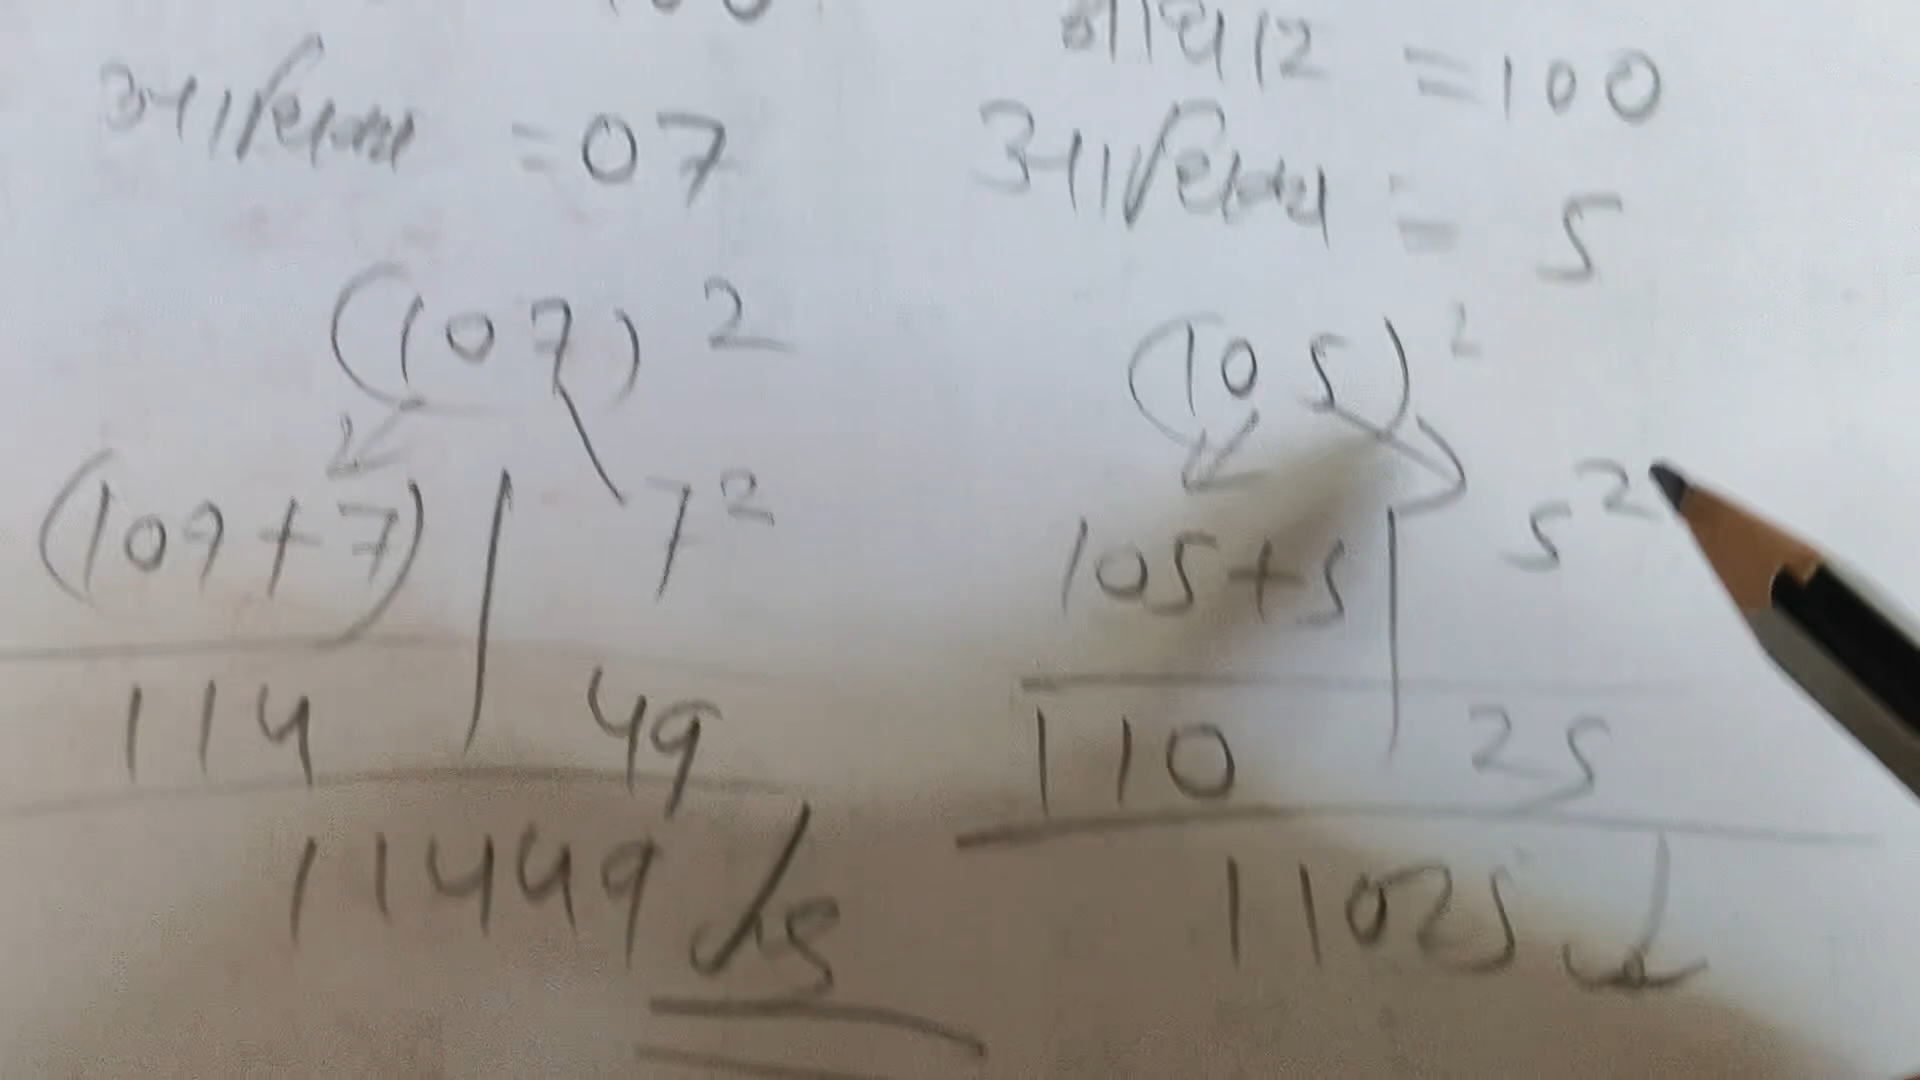 आधार = 100
आधिक्य = 07
आधिक्य = 5
(107)²
(107+7) | 7²
114 | 49
11449 Ans
(105)²
105+5 | 5²
110 | 25
11025